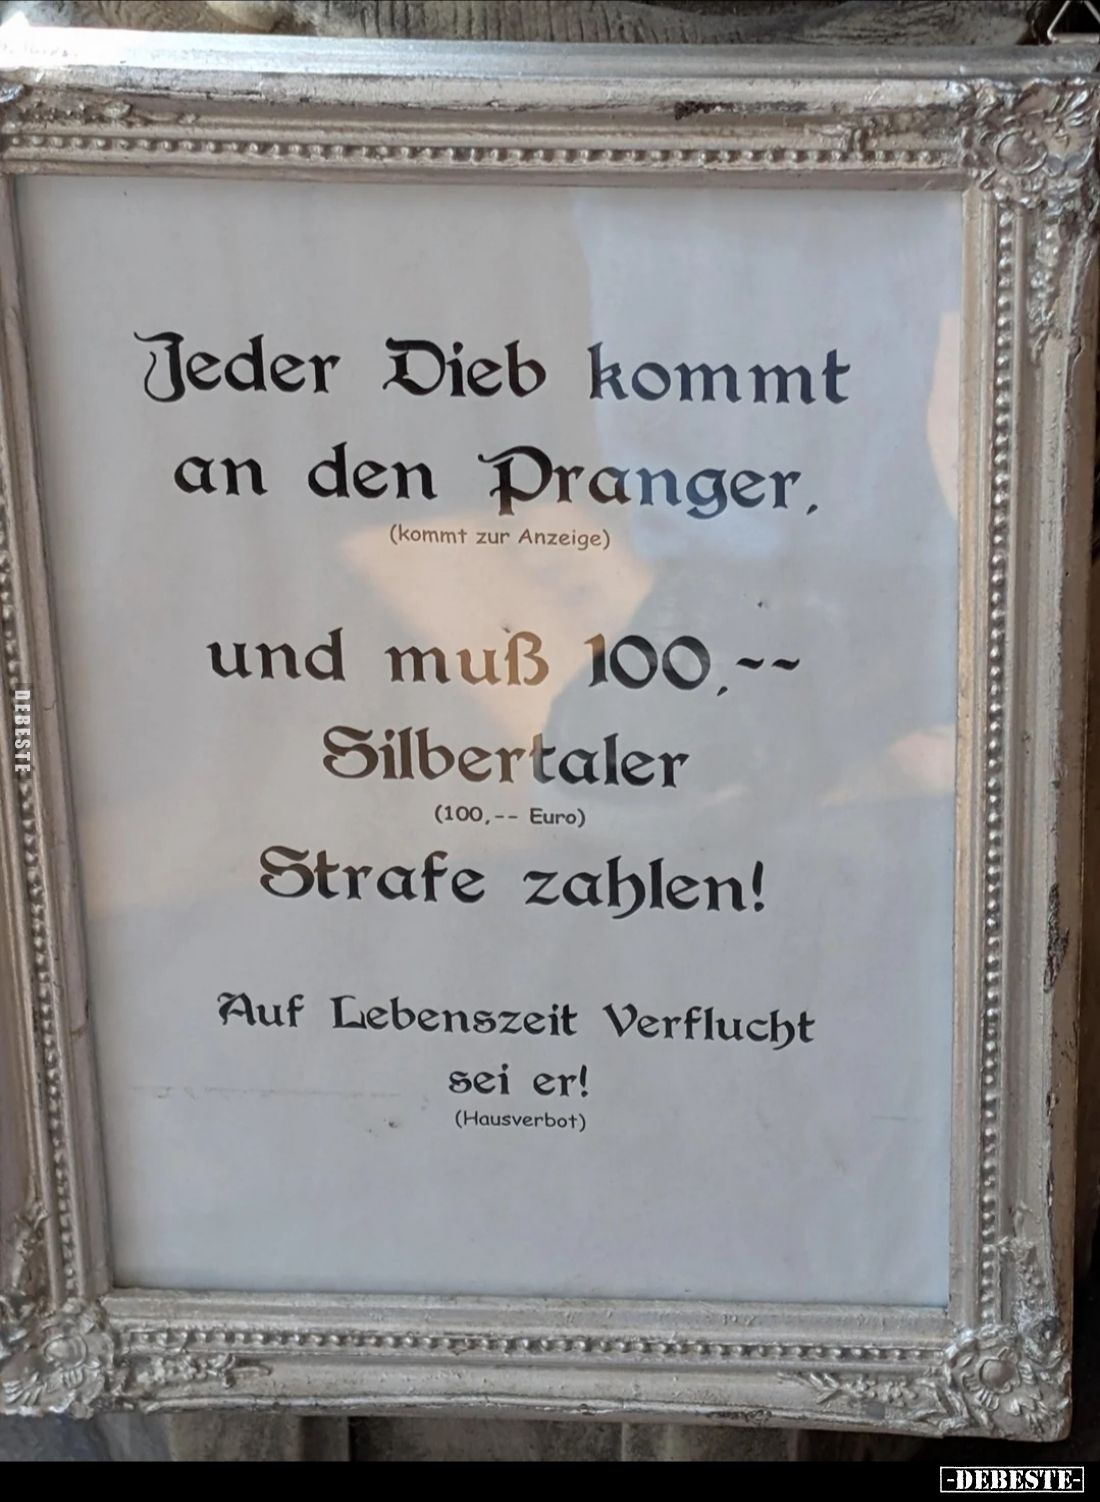 Jeder Dieb kommt
an den Pranger,
(kommt zur Anzeige)
und muß 100,--
Silbertaler
(100,-- Euro)
Strafe zahlen!
Auf Lebenszeit Verflucht
sei er!
(Hausverbot)
DEBESTE
-DEBESTE-